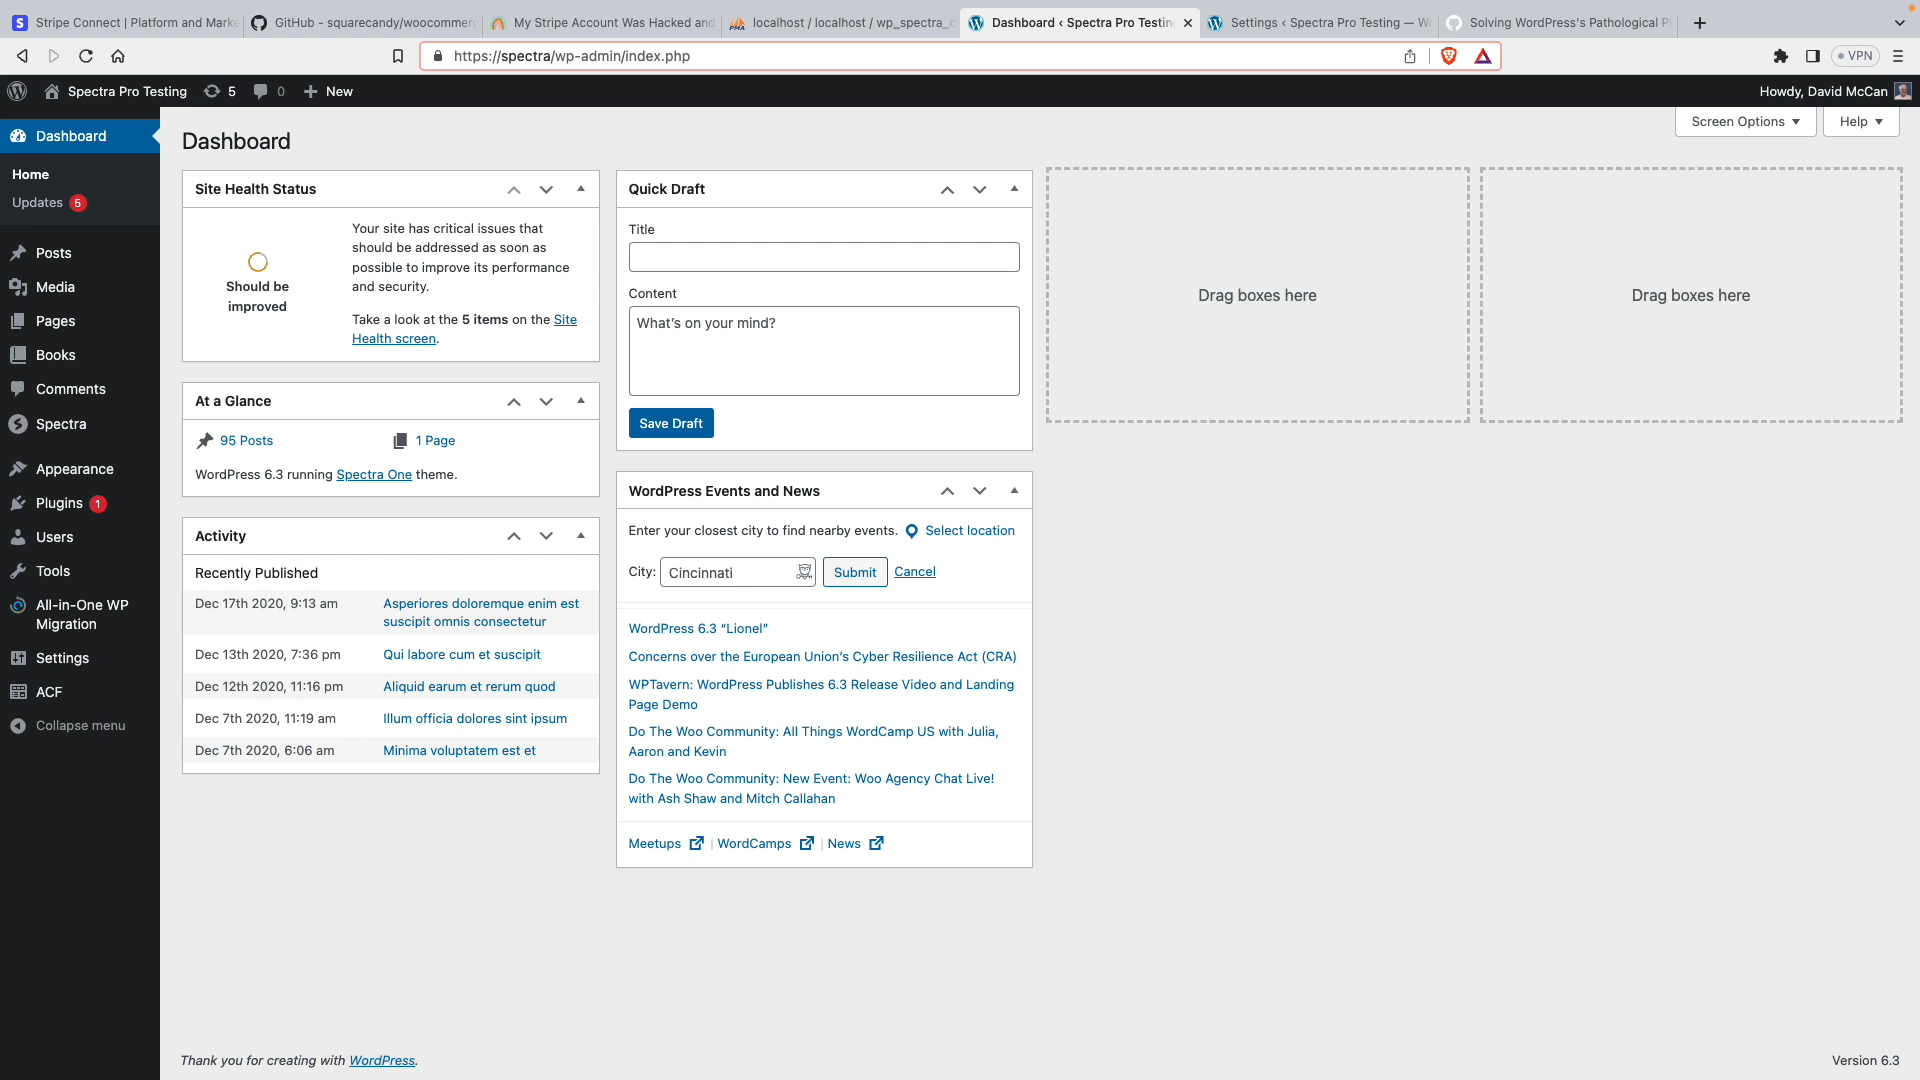 Stripe Connect | Platform and Marke
GitHub - squarecandy/woocommerc
My Stripe Account Was Hacked and
localhost / localhost / wp_spectra_c
Dashboard ‹ Spectra Pro Testin
Settings ‹ Spectra Pro Testing — W
Solving WordPress's Pathological P
https://spectra/wp-admin/index.php
VPN
Spectra Pro Testing
5
0
New
Howdy, David McCan
Screen Options
Help
Dashboard
Home
Updates 5
Posts
Media
Pages
Books
Comments
Spectra
Appearance
Plugins 1
Users
Tools
All-in-One WP
Migration
Settings
ACF
Collapse menu
Dashboard
Site Health Status
Should be
improved
Your site has critical issues that
should be addressed as soon as
possible to improve its performance
and security.
Take a look at the 5 items on the Site
Health screen.
At a Glance
95 Posts
1 Page
WordPress 6.3 running Spectra One theme.
Activity
Recently Published
Dec 17th 2020, 9:13 am
Asperiores doloremque enim est
suscipit omnis consectetur
Dec 13th 2020, 7:36 pm
Qui labore cum et suscipit
Dec 12th 2020, 11:16 pm
Aliquid earum et rerum quod
Dec 7th 2020, 11:19 am
Illum officia dolores sint ipsum
Dec 7th 2020, 6:06 am
Minima voluptatem est et
Quick Draft
Title
Content
What's on your mind?
Save Draft
WordPress Events and News
Enter your closest city to find nearby events.
Select location
City:
Cincinnati
Submit
Cancel
WordPress 6.3 “Lionel”
Concerns over the European Union’s Cyber Resilience Act (CRA)
WPTavern: WordPress Publishes 6.3 Release Video and Landing
Page Demo
Do The Woo Community: All Things WordCamp US with Julia,
Aaron and Kevin
Do The Woo Community: New Event: Woo Agency Chat Live!
with Ash Shaw and Mitch Callahan
Meetups
| WordCamps
| News
Drag boxes here
Drag boxes here
Thank you for creating with WordPress.
Version 6.3